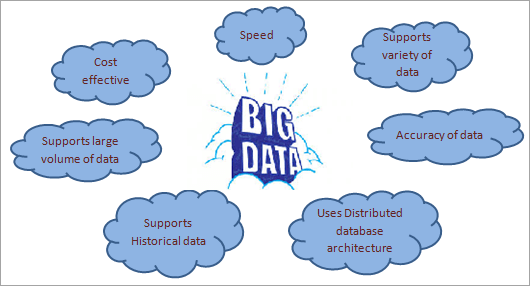 Speed
Supports
variety of
data
Cost
effective
BIG
DATA
Accuracy of data
Supports large
volume of data
Supports
Historical data
Uses Distributed
database
architecture